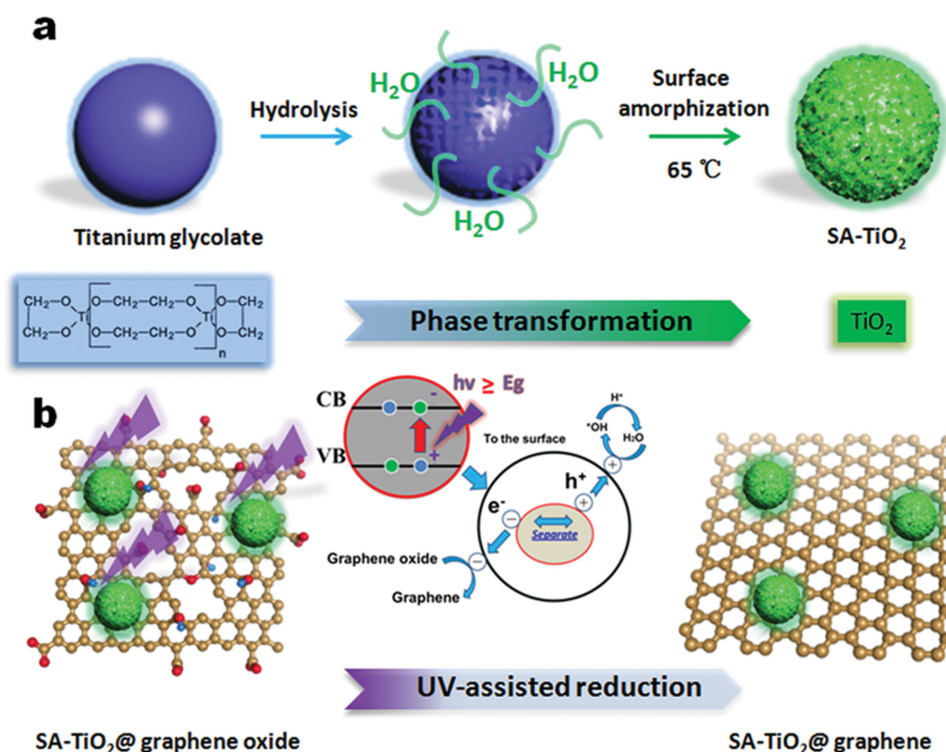 a
Hydrolysis
H₂O
H₂O
H₂O
Surface
amorphization
65 ℃
Titanium glycolate
SA-TiO₂
CH₂—O
O—CH₂—CH₂—O
O—CH₂
Ti
Ti
CH₂—O
O—CH₂—CH₂—O
O—CH₂
n
Phase transformation
TiO₂
b
CB
-
hν ≥ Eg
VB
+
To the surface
H⁺
•OH
H₂O
+
h⁺
e⁻
−
+
Separate
Graphene oxide
−
Graphene
UV-assisted reduction
SA-TiO₂@ graphene oxide
SA-TiO₂@ graphene